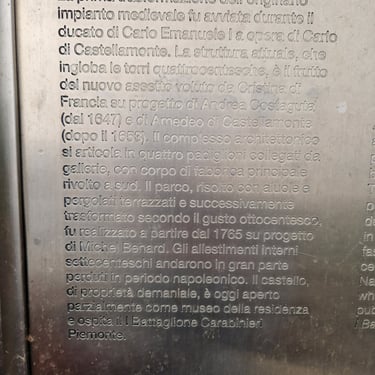 La prima trasformazione dell'originario
impianto medievale fu avviata durante il
ducato di Carlo Emanuele I a opera di Carlo
di Castellamonte. La struttura attuale, che
ingloba le torri quattrocentesche, è il frutto
del nuovo assetto voluto da Cristina di
Francia su progetto di Andrea Costaguta
(dal 1647) e di Amedeo di Castellamonte
(dopo il 1653). Il complesso architettonico
si articola in quattro padiglioni collegati da
gallerie, con corpo di fabbrica principale
rivolto a sud. Il parco, risolto con aiuole e
pergolati terrazzati e successivamente
trasformato secondo il gusto ottocentesco,
fu realizzato a partire dal 1765 su progetto
di Michel Benard. Gli allestimenti interni
settecenteschi andarono in gran parte
perduti in periodo napoleonico. Il castello,
di proprietà demaniale, è oggi aperto
parzialmente come museo della residenza
e ospita il I Battaglione Carabinieri
Piemonte.